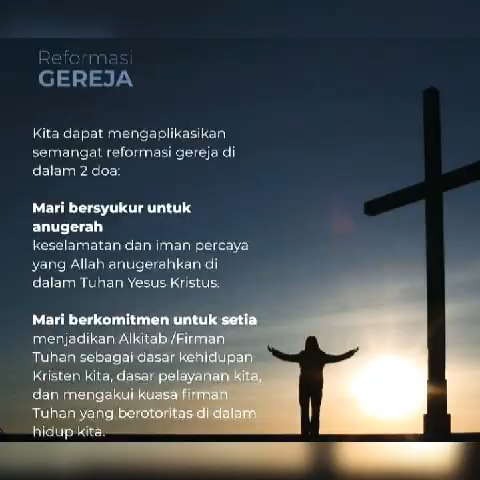 Reformasi
GEREJA
Kita dapat mengaplikasikan
semangat reformasi gereja di
dalam 2 doa:
Mari bersyukur untuk
anugerah
keselamatan dan iman percaya
yang Allah anugerahkan di
dalam Tuhan Yesus Kristus.
Mari berkomitmen untuk setia
menjadikan Alkitab /Firman
Tuhan sebagai dasar kehidupan
Kristen kita, dasar pelayanan kita,
dan mengakui kuasa firman
Tuhan yang berotoritas di dalam
hidup kita.